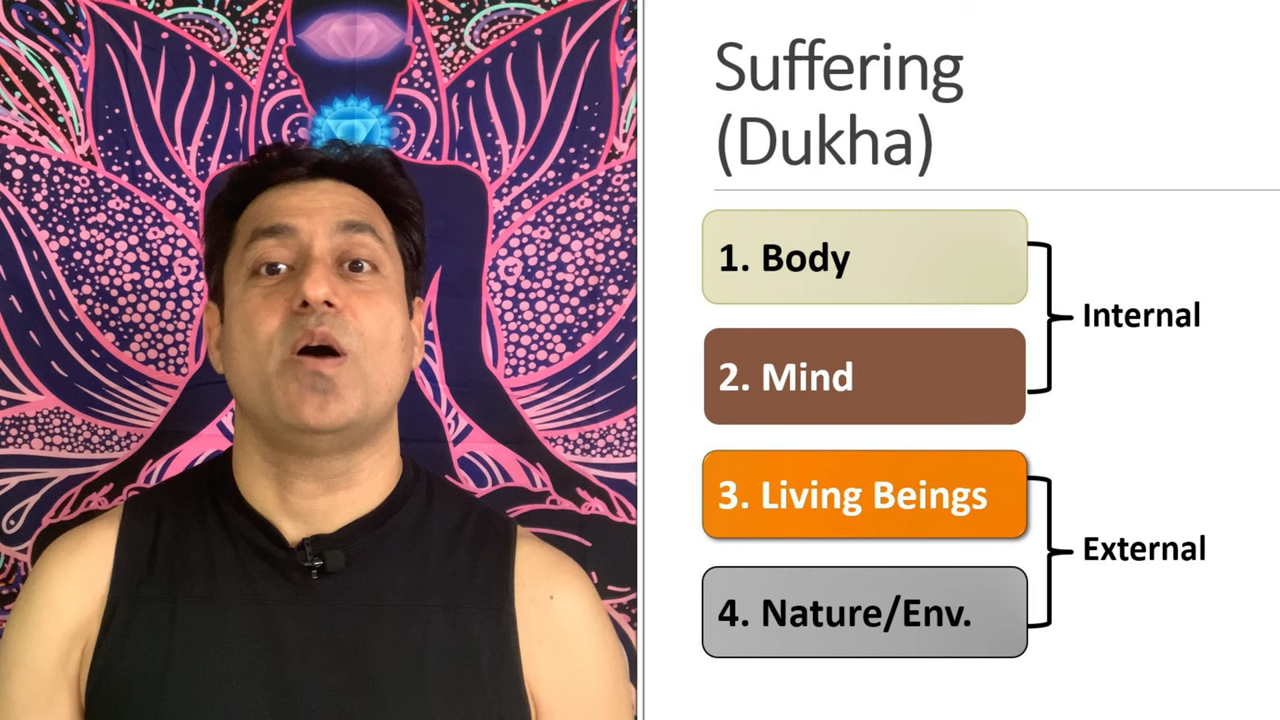 Suffering
(Dukha)
1. Body
2. Mind
Internal
3. Living Beings
4. Nature/Env.
External